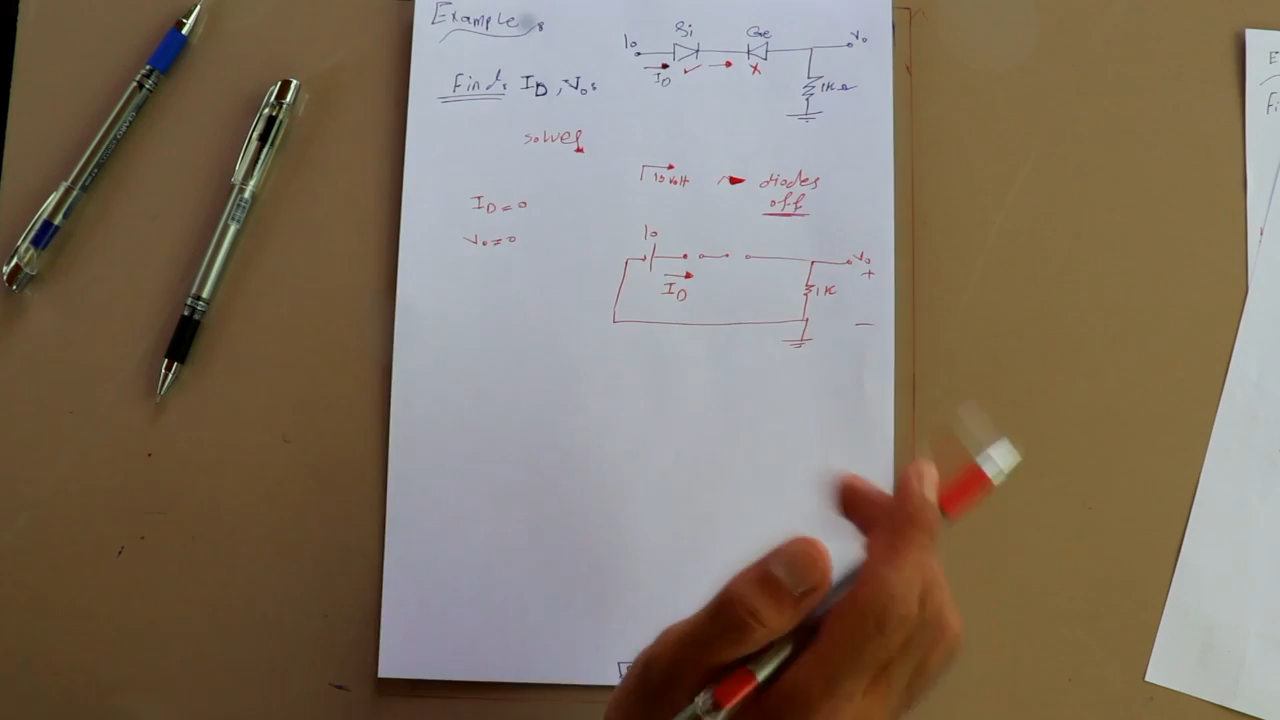 Example:
Find: ID, Vo:
Io Si Ge Vo
ID
1KΩ
solve:
10 volt diodes
off
ID = 0
Vo = 0
10
Vo
+
ID
1K
-